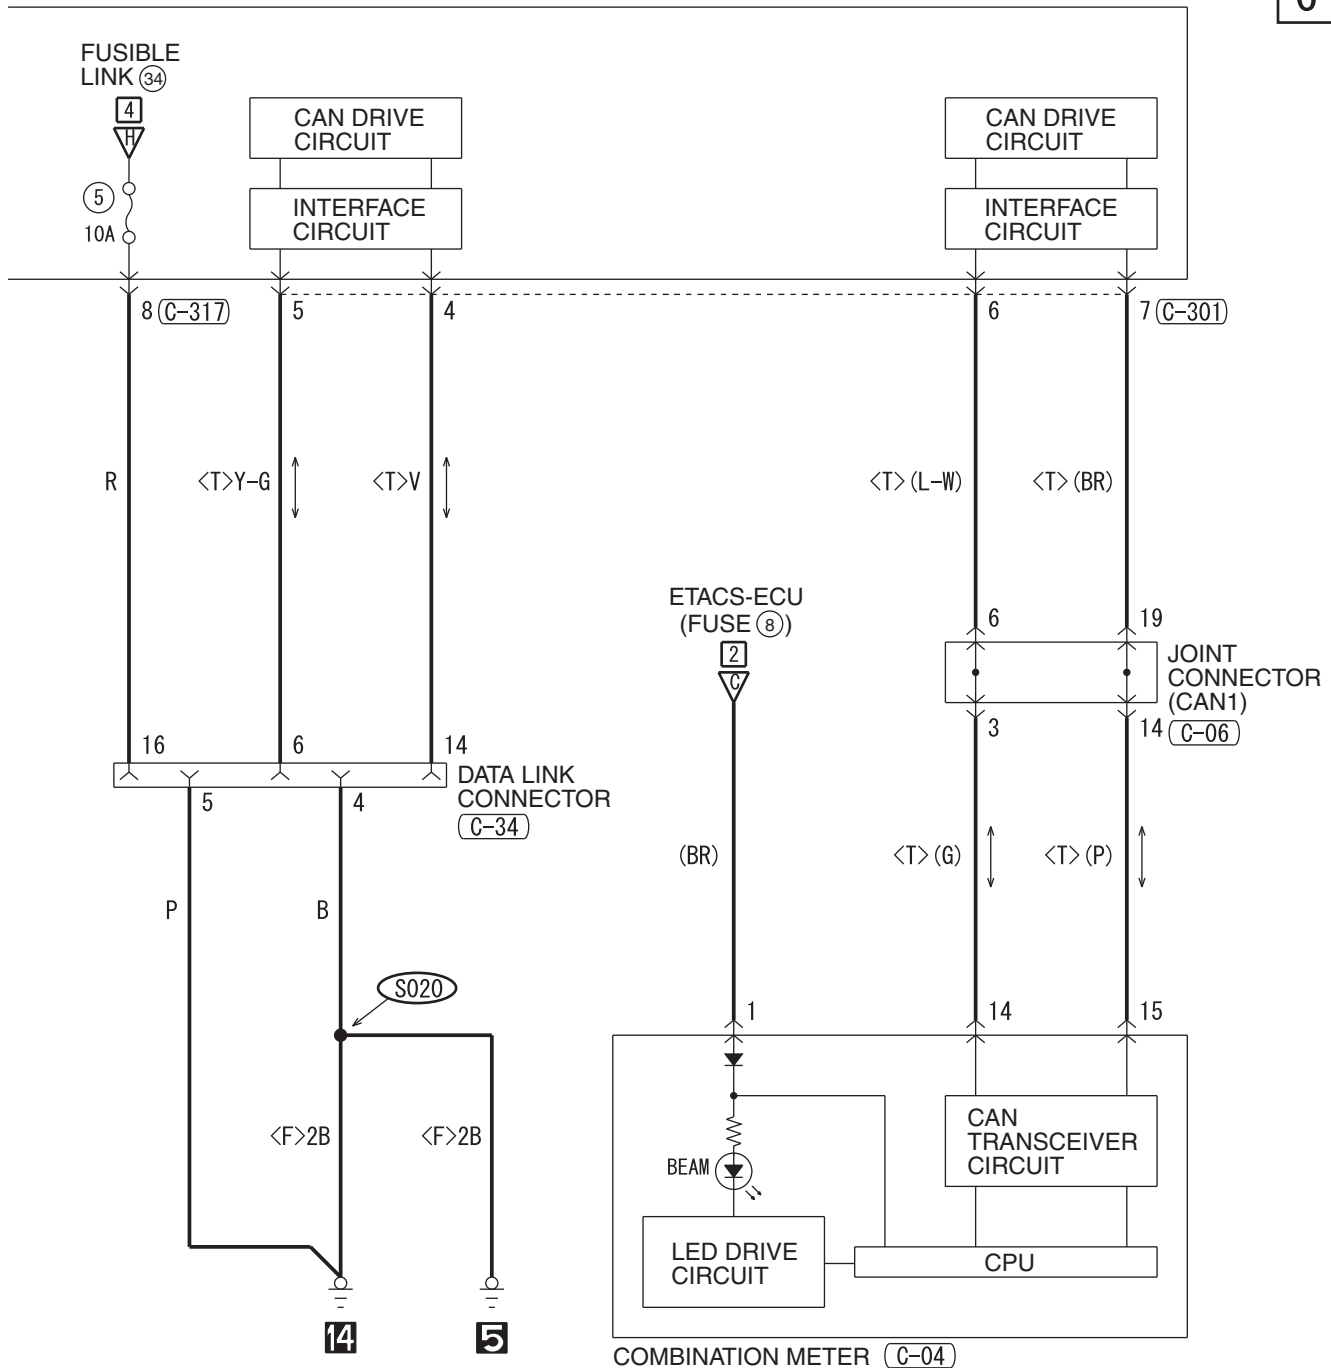 FUSIBLE
LINK 34
4
H
5
10A
CAN DRIVE
CIRCUIT
INTERFACE
CIRCUIT
CAN DRIVE
CIRCUIT
INTERFACE
CIRCUIT
8 C-317
5
4
6
7 C-301
R
<T>Y-G
<T>V
<T>(L-W)
<T>(BR)
ETACS-ECU
(FUSE 8)
2
C
6
19
JOINT
CONNECTOR
(CAN1)
3
14 C-06
16
6
14
DATA LINK
CONNECTOR
C-34
5
4
(BR)
<T>(G)
<T>(P)
P
B
S020
1
14
15
<F>2B
<F>2B
BEAM
CAN
TRANSCEIVER
CIRCUIT
LED DRIVE
CIRCUIT
CPU
14
5
COMBINATION METER C-04